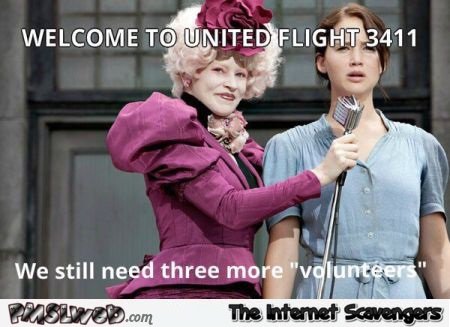 WELCOME TO UNITED FLIGHT 3411
We still need three more "volunteers"
PMSLWEB.com
The Internet Scavengers